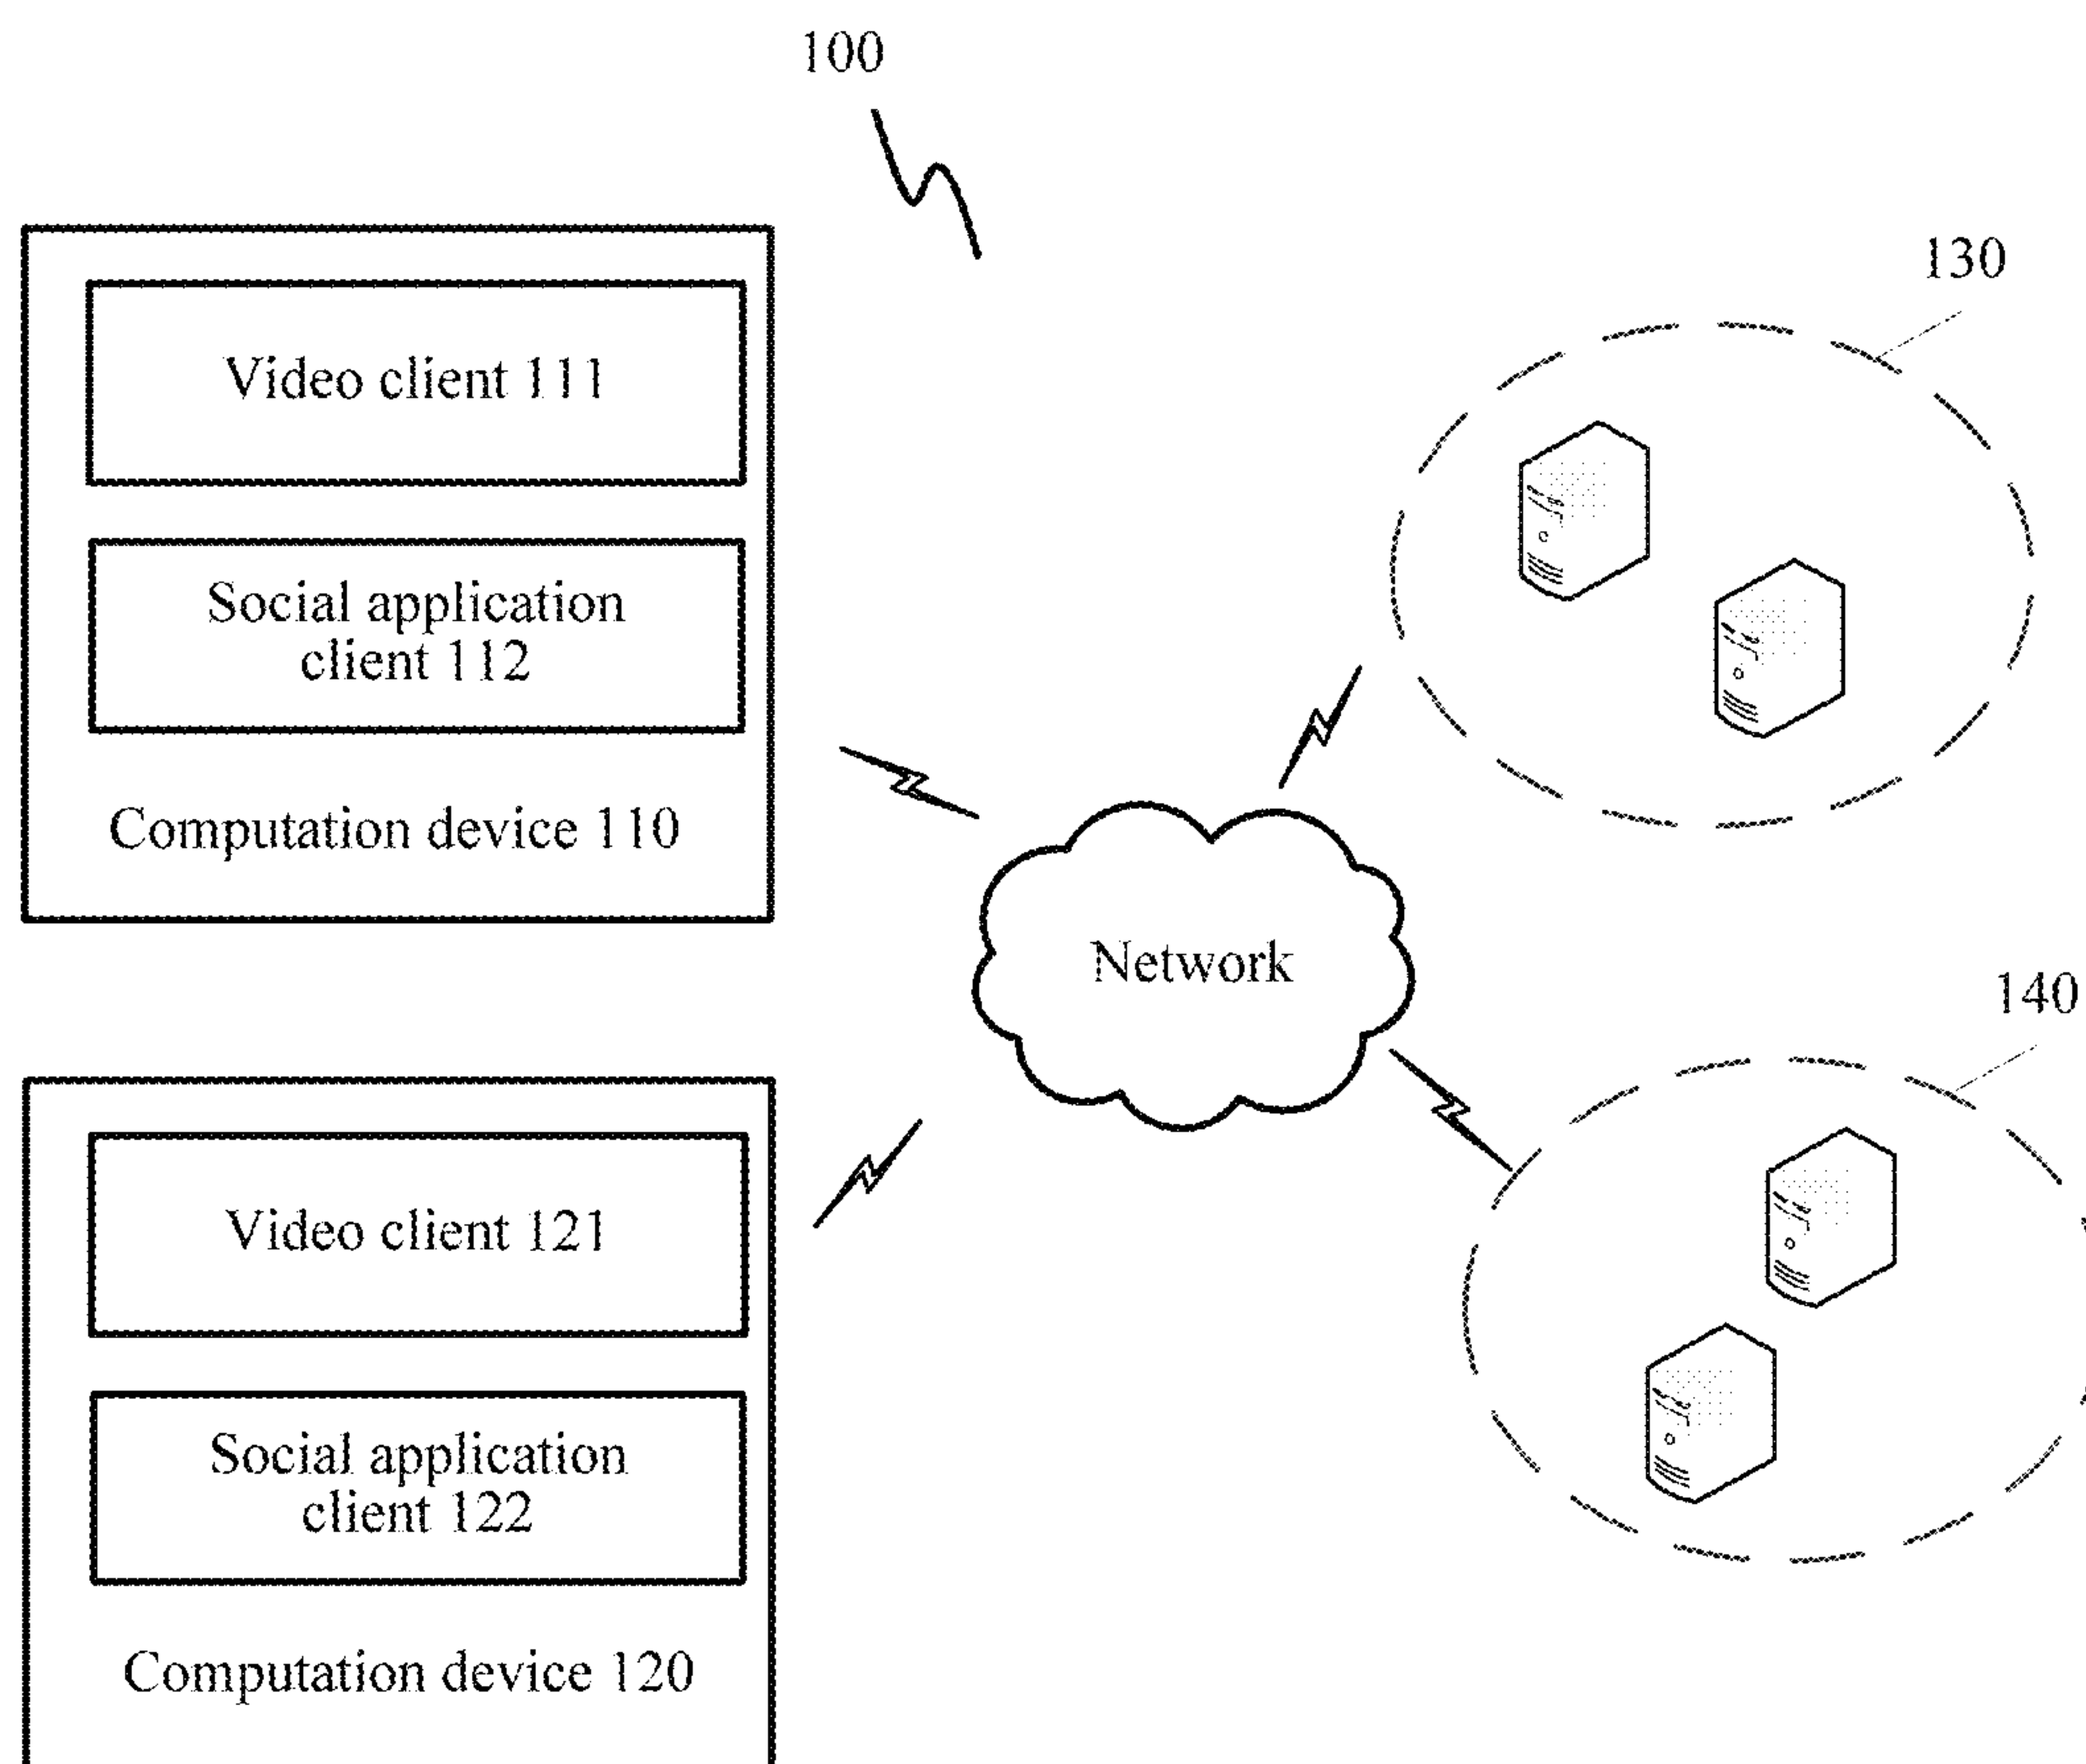 100
130
Video client 111
Social application
client 112
Computation device 110
Network
140
Video client 121
Social application
client 122
Computation device 120